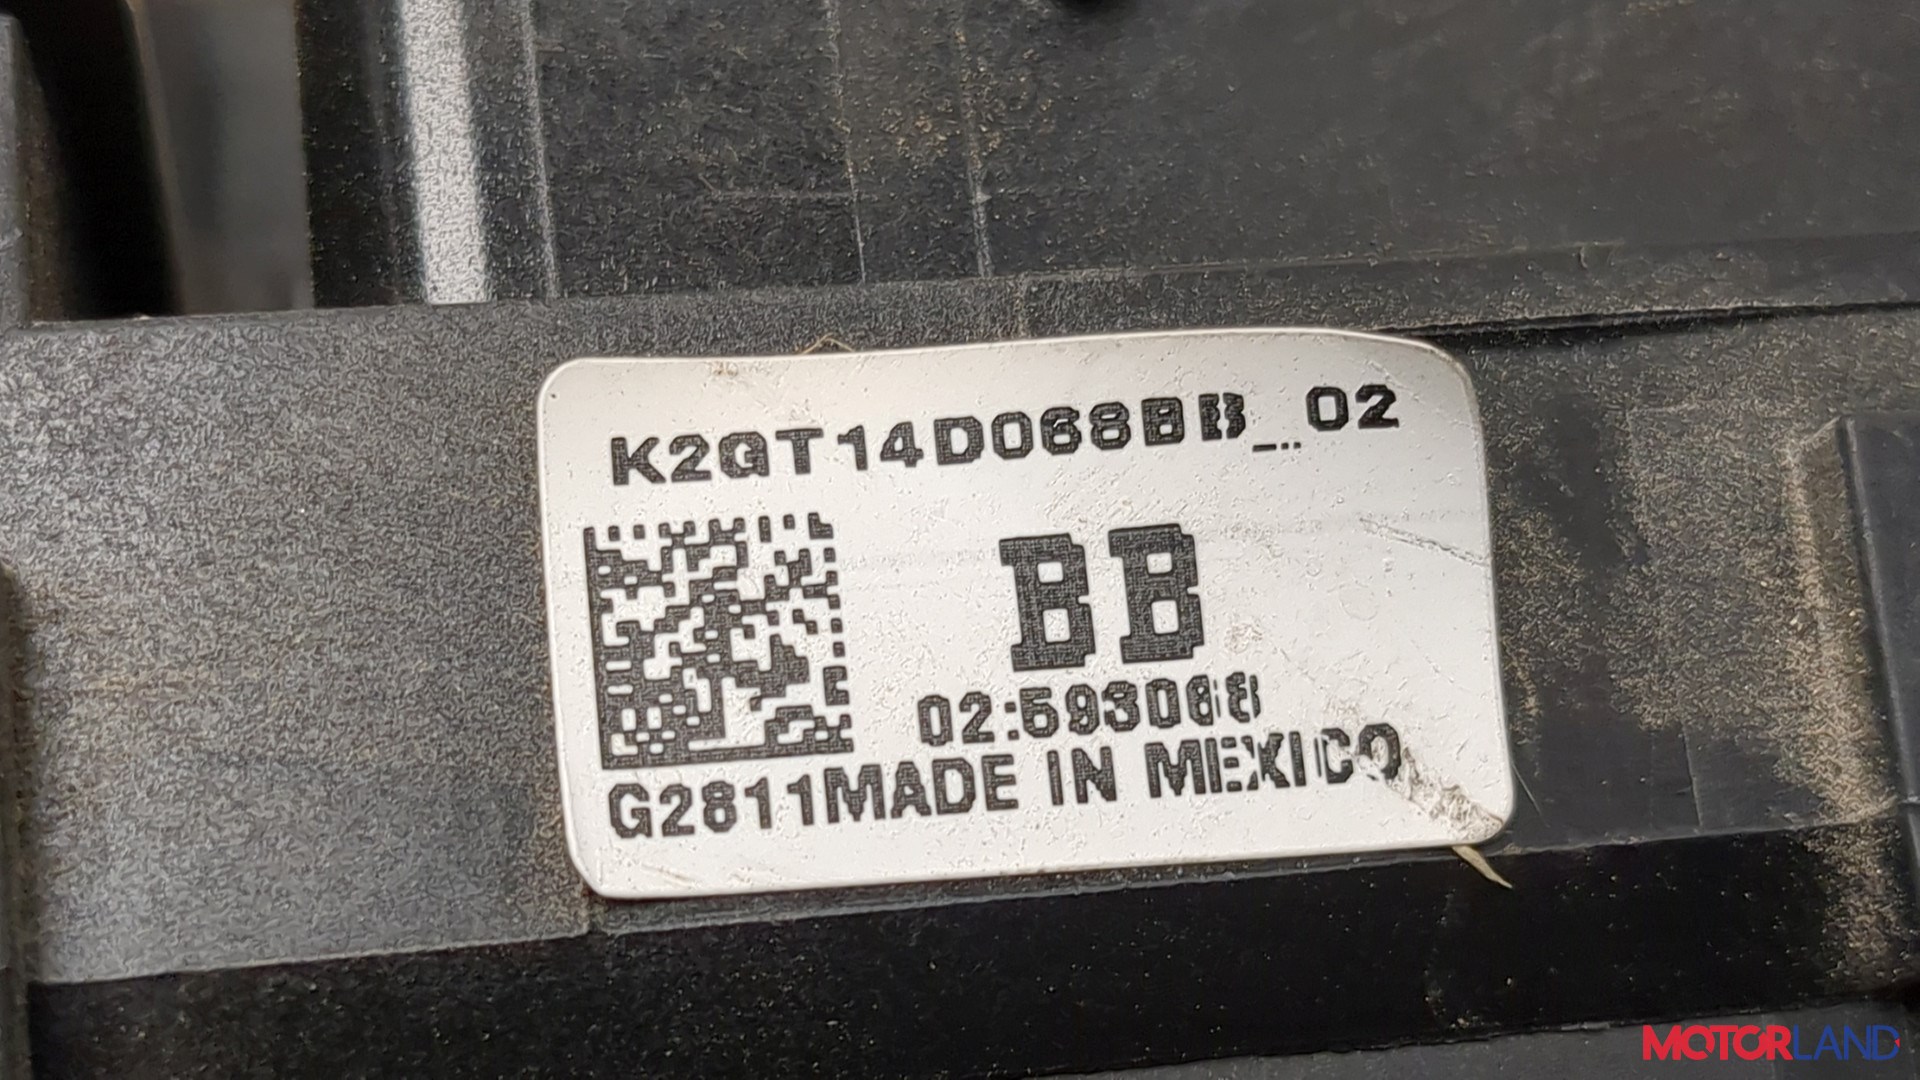 K2GT14D068BB_02
BB
02:593068
G2811MADE IN MEXICO
MOTORLAND